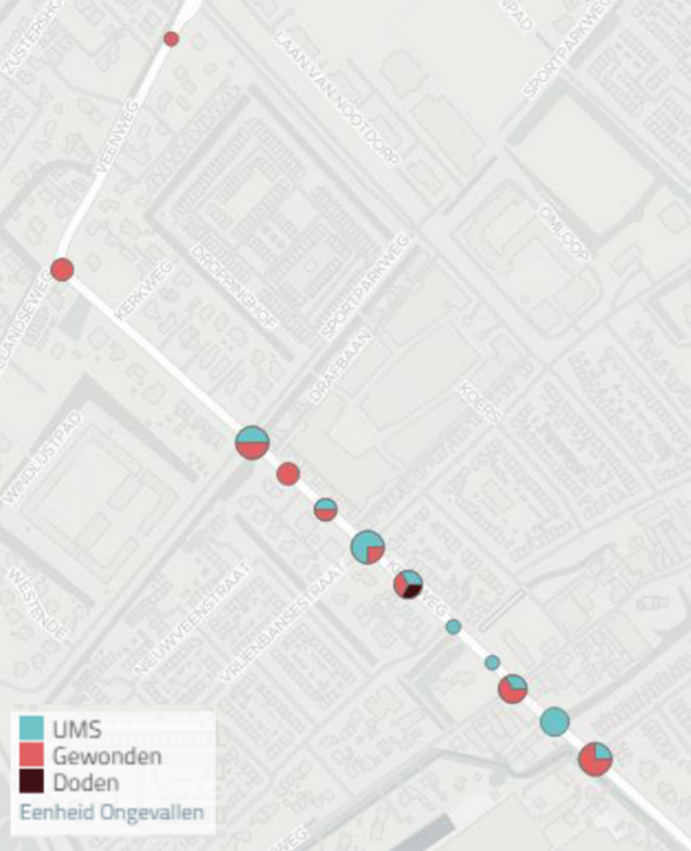 SPORTPARKWEG
LAAN VAN NOOTDORP
VEENWEG
OMLOOP
KERKWEG
DROPPINGHOF
SPORTPARKWEG
DRAFBAAN
KOERS
WINDLUSTPAD
WESTEINDE
NIEUWVEENSTRAAT
VRIJENBANSESTRAAT
UMS
Gewonden
Doden
Eenheid Ongevallen